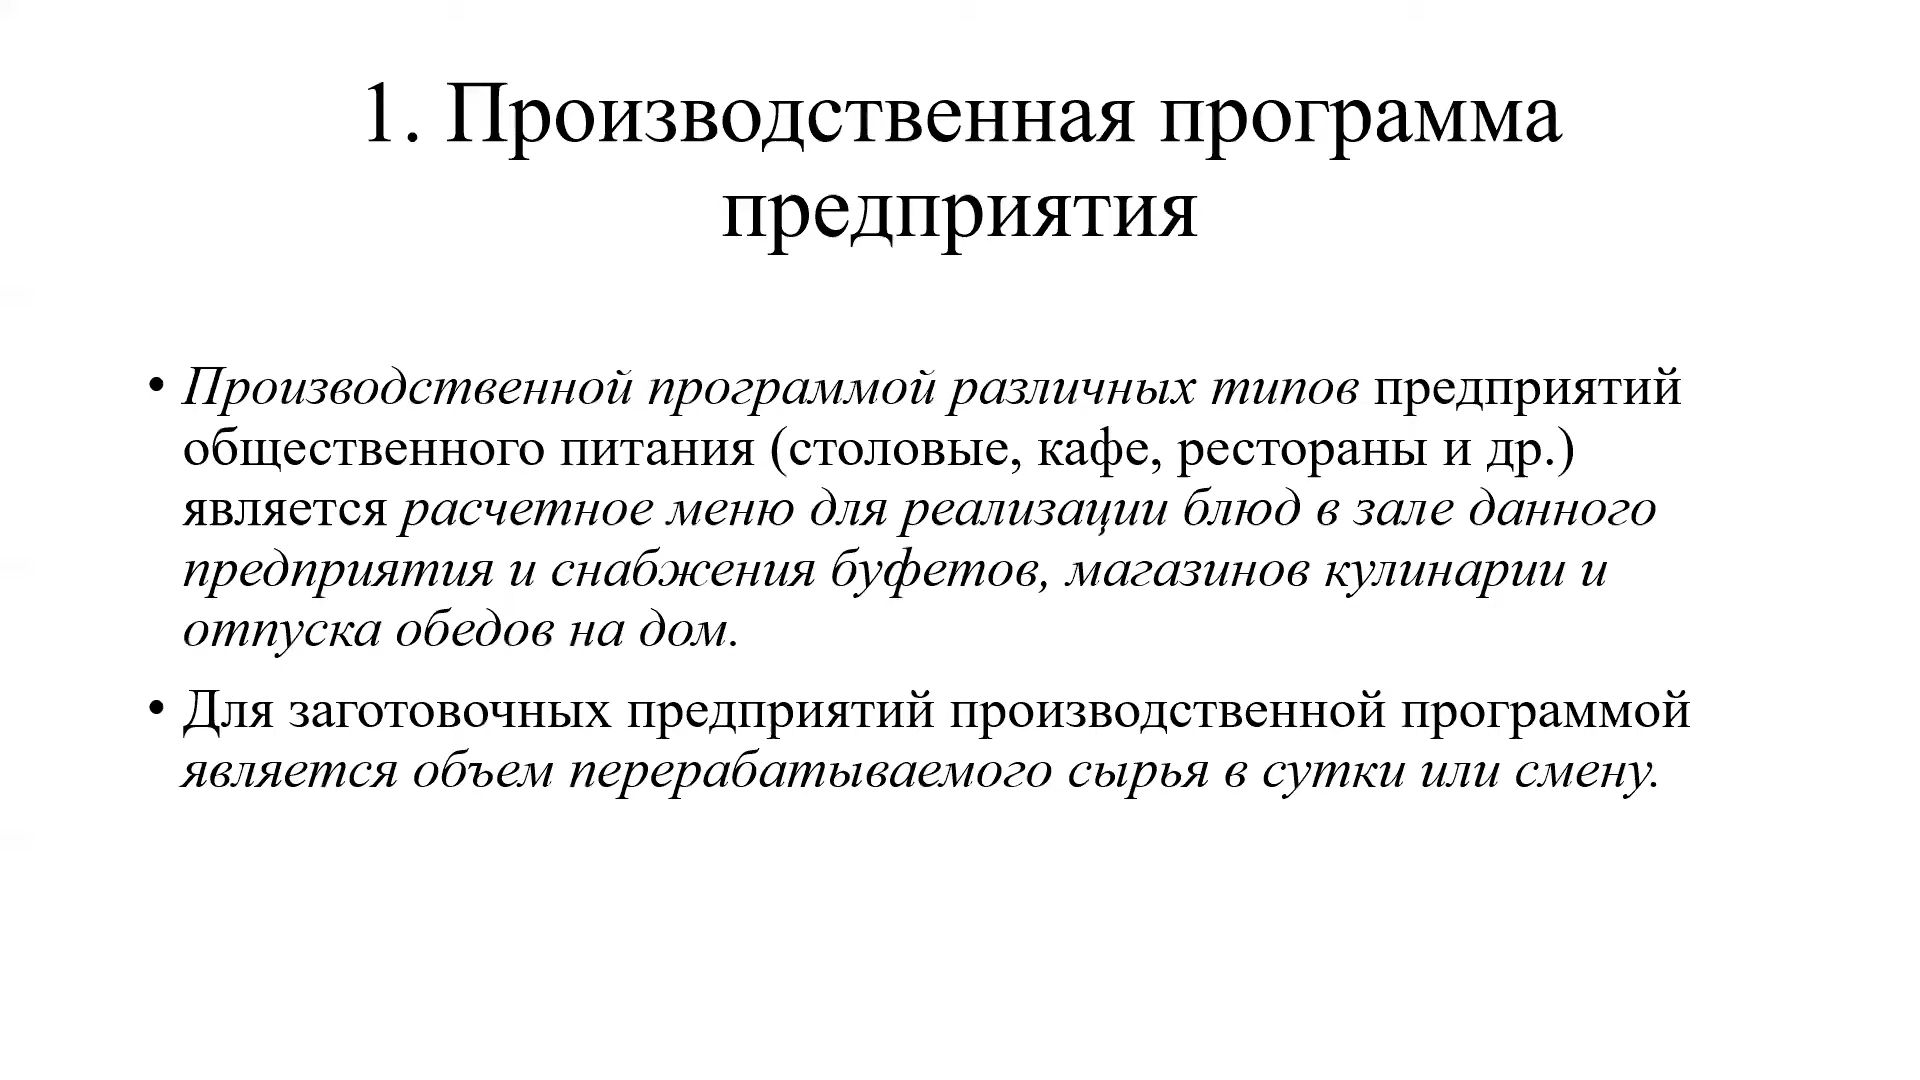 1. Производственная программа
предприятия
• Производственной программой различных типов предприятий
общественного питания (столовые, кафе, рестораны и др.)
является расчетное меню для реализации блюд в зале данного
предприятия и снабжения буфетов, магазинов кулинарии и
отпуска обедов на дом.
• Для заготовочных предприятий производственной программой
является объем перерабатываемого сырья в сутки или смену.